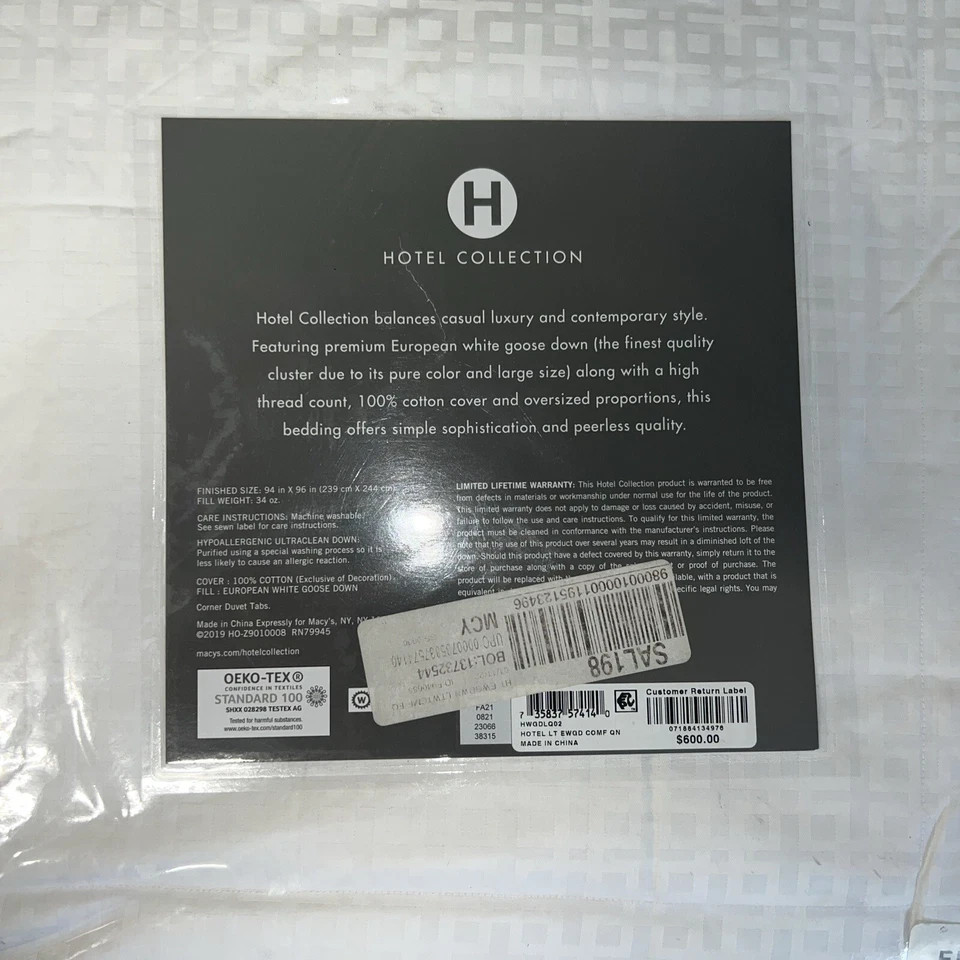 H
HOTEL COLLECTION
Hotel Collection balances casual luxury and contemporary style.
Featuring premium European white goose down (the finest quality
cluster due to its pure color and large size) along with a high
thread count, 100% cotton cover and oversized proportions, this
bedding offers simple sophistication and peerless quality.
FINISHED SIZE: 94 in X 96 in (239 cm X 244 cm)
FILL WEIGHT: 34 oz.
CARE INSTRUCTIONS: Machine washable.
See sewn label for care instructions.
HYPOALLERGENIC ULTRACLEAN DOWN:
Purified using a special washing process so it is
less likely to cause an allergic reaction.
COVER : 100% COTTON (Exclusive of Decoration)
FILL : EUROPEAN WHITE GOOSE DOWN
Corner Duvet Tabs.
Made in China Expressly for Macy's, NY, NY
©2019 HO-Z9010008 RN79945
macys.com/hotelcollection
OEKO-TEX®
CONFIDENCE IN TEXTILES
STANDARD 100
SHXX 028298 TESTEX AG
Tested for harmful substances.
www.oeko-tex.com/standard100
W
LIMITED LIFETIME WARRANTY: This Hotel Collection product is warranted to be free
from defects in materials or workmanship under normal use for the life of the product.
This limited warranty does not apply to damage or loss caused by accident, misuse, or
failure to follow the use and care instructions. To qualify for this limited warranty, the
product must be cleaned in conformance with the manufacturer's instructions. Please
note that the use of this product over several years may result in a diminished loft of the
down. Should this product have a defect covered by this warranty, simply return it to the
store of purchase along with a copy of the or proof of purchase. The
product will be replaced with with a product that is
equivalent legal rights. You may
SAL198
98000100001195123496
MCY
BOL:13732544
FA21
0821
23066
38315
7 35837 57414 0
HWGDLQ02
HOTEL LT EWGD COMF QN
MADE IN CHINA
Customer Return Label
071884134976
$600.00